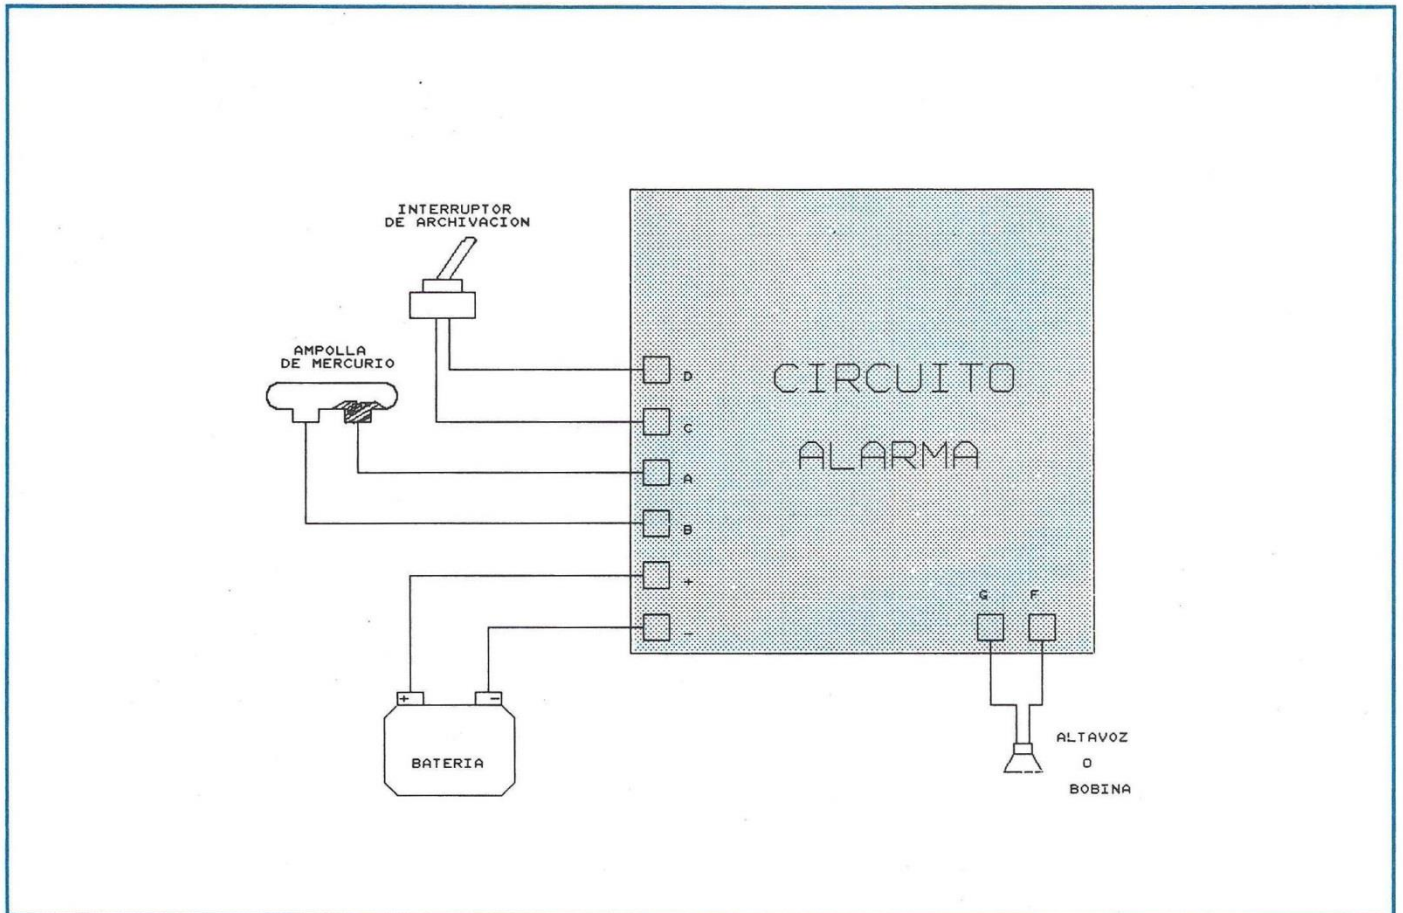 INTERRUPTOR
DE ARCHIVACION
AMPOLLA
DE MERCURIO
D
C
A
B
+
-
CIRCUITO
ALARMA
G F
+ -
BATERIA
ALTAVOZ
O
BOBINA